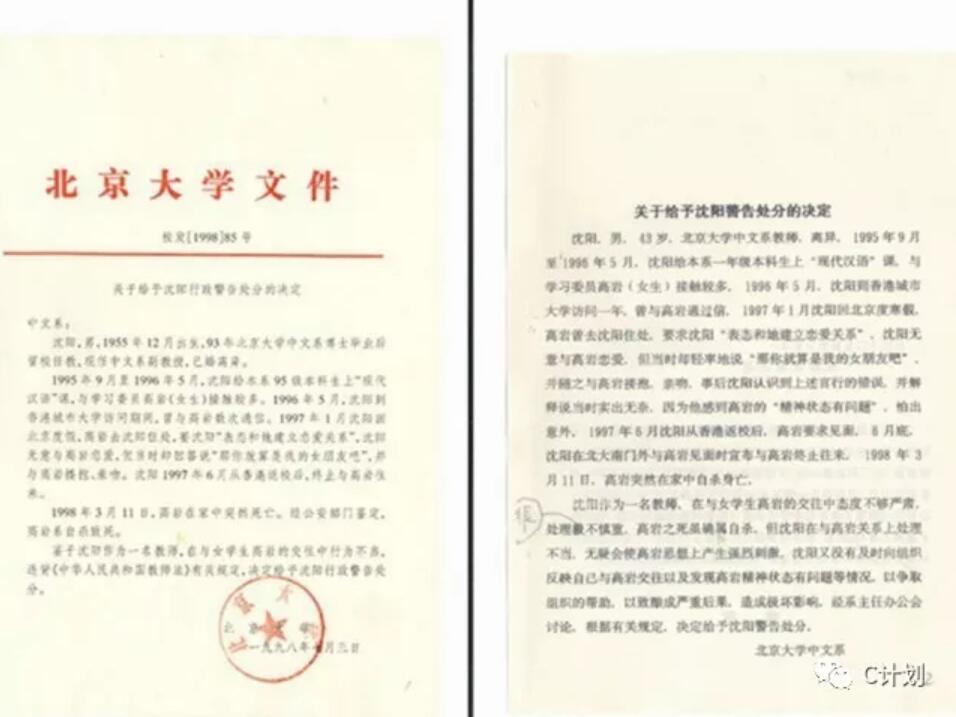 北京大学文件
校发[1998]85号
关于给予沈阳行政警告处分的决定
中文系：
沈阳，男，1955年12月出生，93年北京大学中文系博士毕业后
留校任教，现任中文系副教授，已婚离异。
1995年9月至1996年5月，沈阳给本系95级本科生上“现代
汉语”课，与学习委员高岩（女生）接触较多。1996年5月，沈阳到
香港城市大学访问期间，曾与高岩数次通信。1997年1月沈阳回
北京度假，高岩去沈阳住处，要沈阳“表态和她建立恋爱关系”，沈阳
无意与高岩恋爱，但当时却回答说“那你就算是我的女朋友吧”，并
与高岩搂抱、亲吻。沈阳1997年6月从香港返校后，终止与高岩往
来。
1998年3月11日，高岩在家中突然死亡。经公安部门鉴定，
高岩系自杀致死。
鉴于沈阳作为一名教师，在与女学生高岩的交往中行为不当，
违背《中华人民共和国教师法》有关规定，决定给予沈阳行政警告处
分。
北京大学
一九九八年七月三日
关于给予沈阳警告处分的决定
沈阳，男，43岁，北京大学中文系教师，离异，1995年9月
至1996年5月，沈阳给本系一年级本科生上“现代汉语”课，与
学习委员高岩（女生）接触较多，1996年5月，沈阳到香港城市
大学访问一年，曾与高岩通过信，1997年1月沈阳回北京度寒假，
高岩曾去沈阳住处，要求沈阳“表态和她建立恋爱关系”，沈阳无
意与高岩恋爱，但当时却轻率地说“那你就算是我的女朋友吧”，
并随之与高岩搂抱、亲吻，事后沈阳认识到上述言行的错误，并解
释说当时实出无奈，因为他感到高岩的“精神状态有问题”，怕出
意外，1997年6月沈阳从香港返校后，高岩要求见面，6月底，
沈阳在北大南门外与高岩见面时宣布与高岩终止往来，1998年3
月11日，高岩突然在家中自杀身亡。
沈阳作为一名教师，在与女学生高岩的交往中态度不够严肃，
处理很不慎重，高岩之死虽确属自杀，但沈阳在与高岩关系上处理
不当，无疑会使高岩思想上产生强烈刺激，沈阳又没有及时向组织
反映自己与高岩交往以及发现高岩精神状态有问题等情况，以争取
组织的帮助，以致酿成严重后果，造成极坏影响，经系主任办公会
讨论，根据有关规定，决定给予沈阳警告处分。
北京大学中文系
C计划